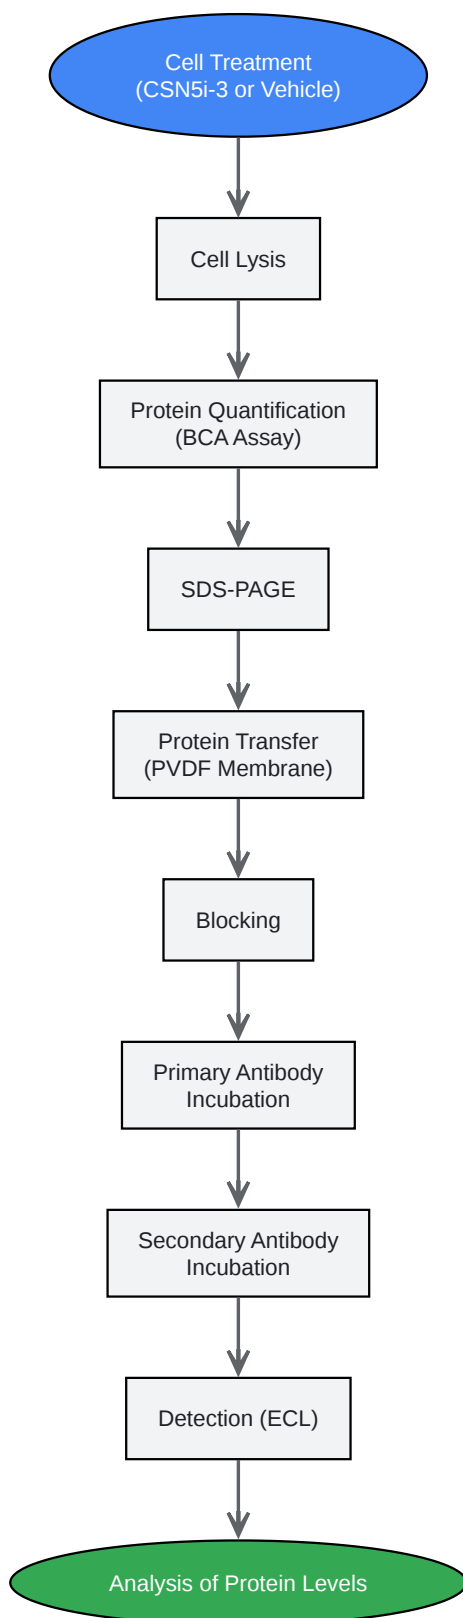 Cell Treatment
(CSN5i-3 or Vehicle)
Cell Lysis
Protein Quantification
(BCA Assay)
SDS-PAGE
Protein Transfer
(PVDF Membrane)
Blocking
Primary Antibody
Incubation
Secondary Antibody
Incubation
Detection (ECL)
Analysis of Protein Levels